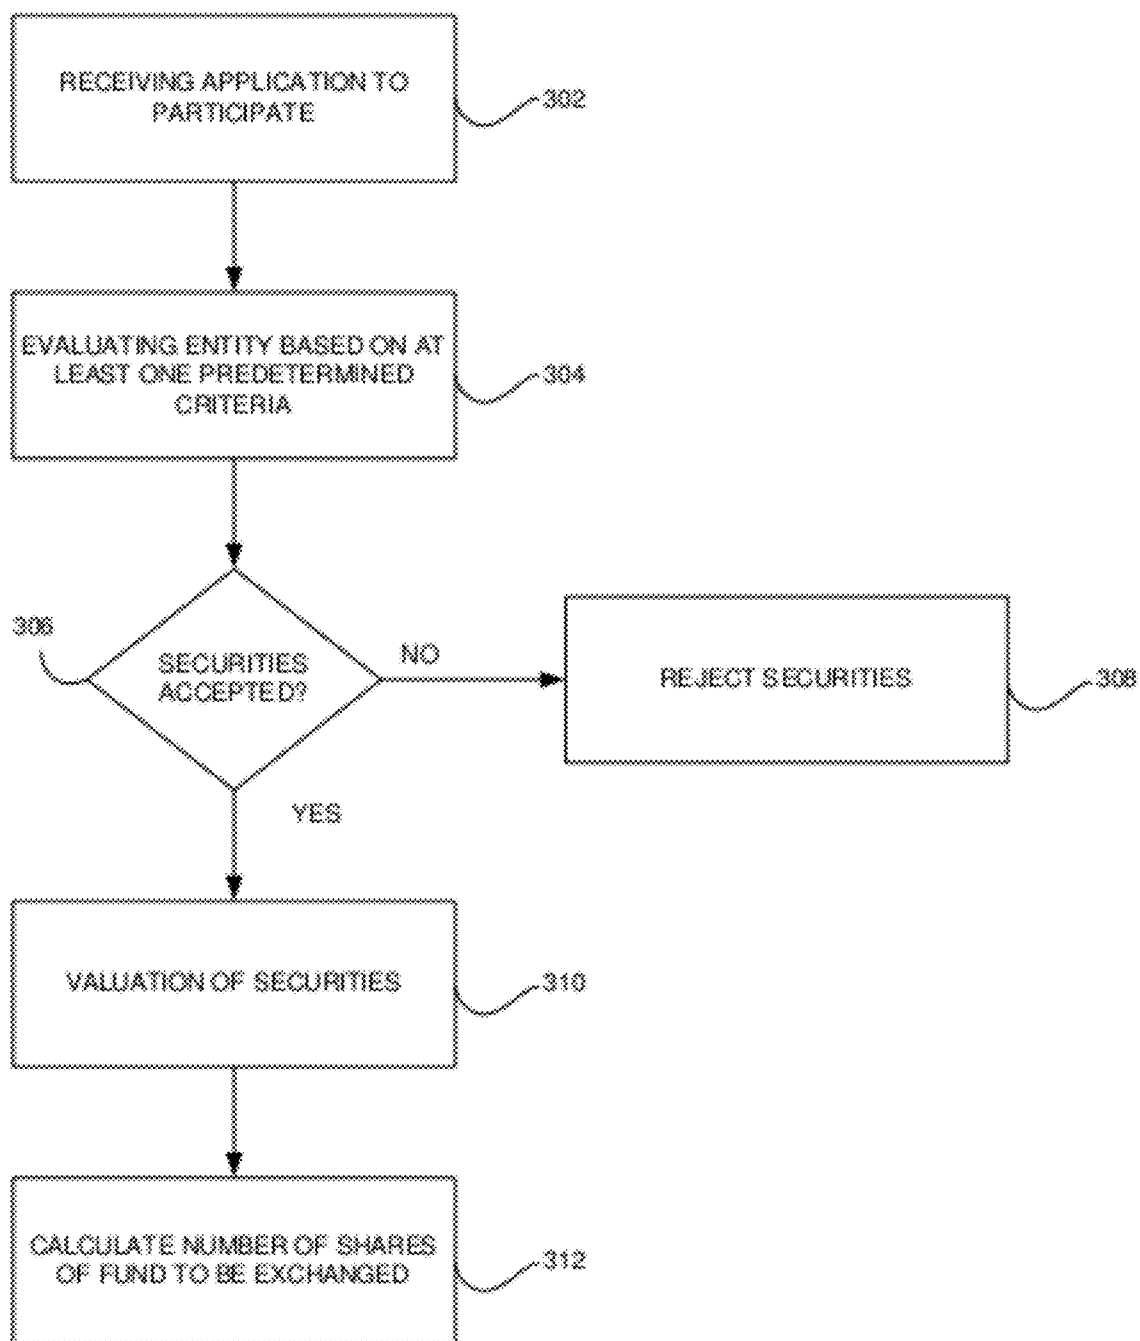 RECEIVING APPLICATION TO
PARTICIPATE
302
EVALUATING ENTITY BASED ON AT
LEAST ONE PREDETERMINED
CRITERIA
304
306
SECURITIES
ACCEPTED?
NO
REJECT SECURITIES
308
YES
VALUATION OF SECURITIES
310
CALCULATE NUMBER OF SHARES
OF FUND TO BE EXCHANGED
312